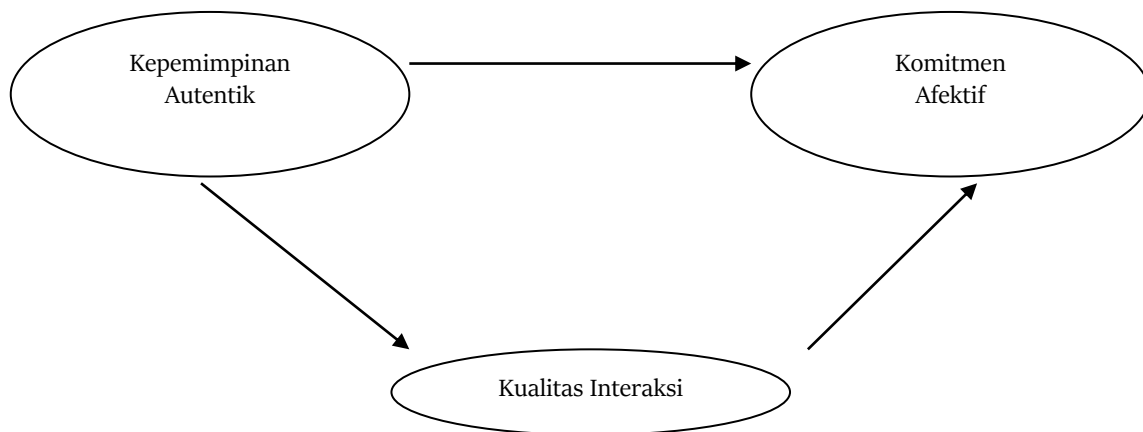 Kepemimpinan
Autentik
Komitmen
Afektif
Kualitas Interaksi